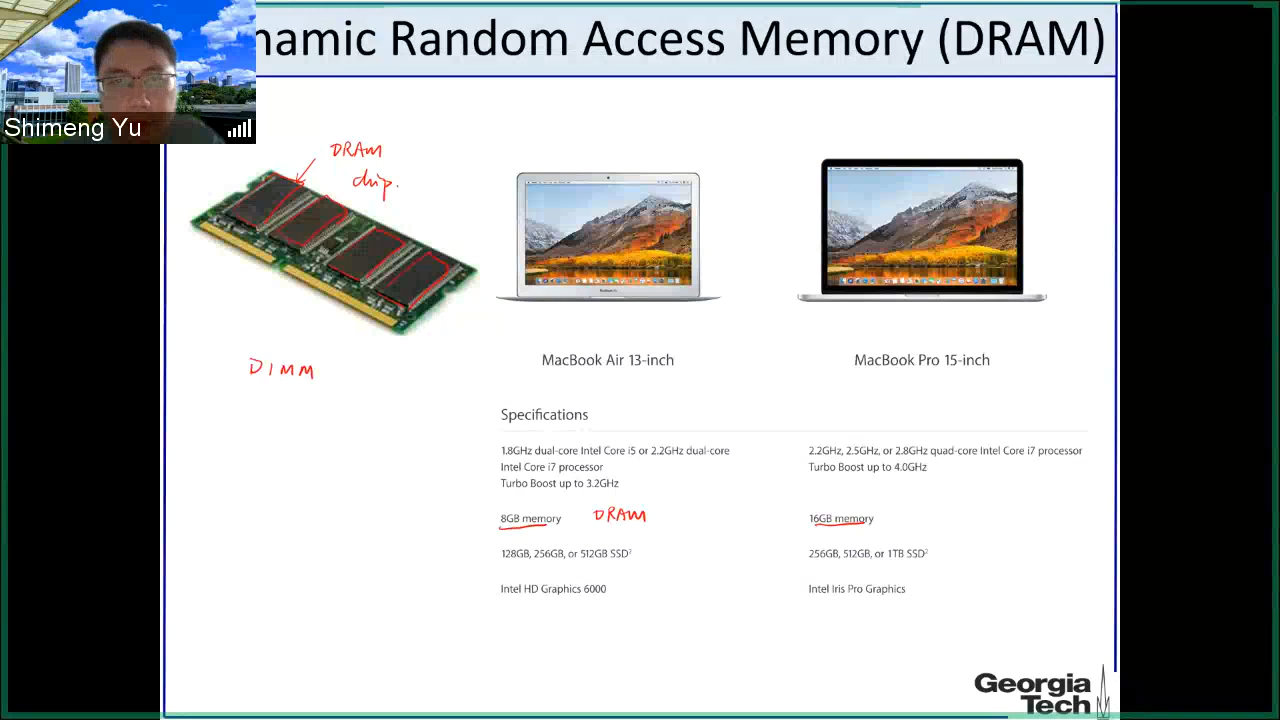 namic Random Access Memory (DRAM)
Shimeng Yu
DRAM
chip.
DIMM
MacBook Air 13-inch
MacBook Pro 15-inch
Specifications
1.8GHz dual-core Intel Core i5 or 2.2GHz dual-core
Intel Core i7 processor
Turbo Boost up to 3.2GHz
2.2GHz, 2.5GHz, or 2.8GHz quad-core Intel Core i7 processor
Turbo Boost up to 4.0GHz
8GB memory
DRAM
16GB memory
128GB, 256GB, or 512GB SSD²
256GB, 512GB, or 1TB SSD²
Intel HD Graphics 6000
Intel Iris Pro Graphics
Georgia
Tech